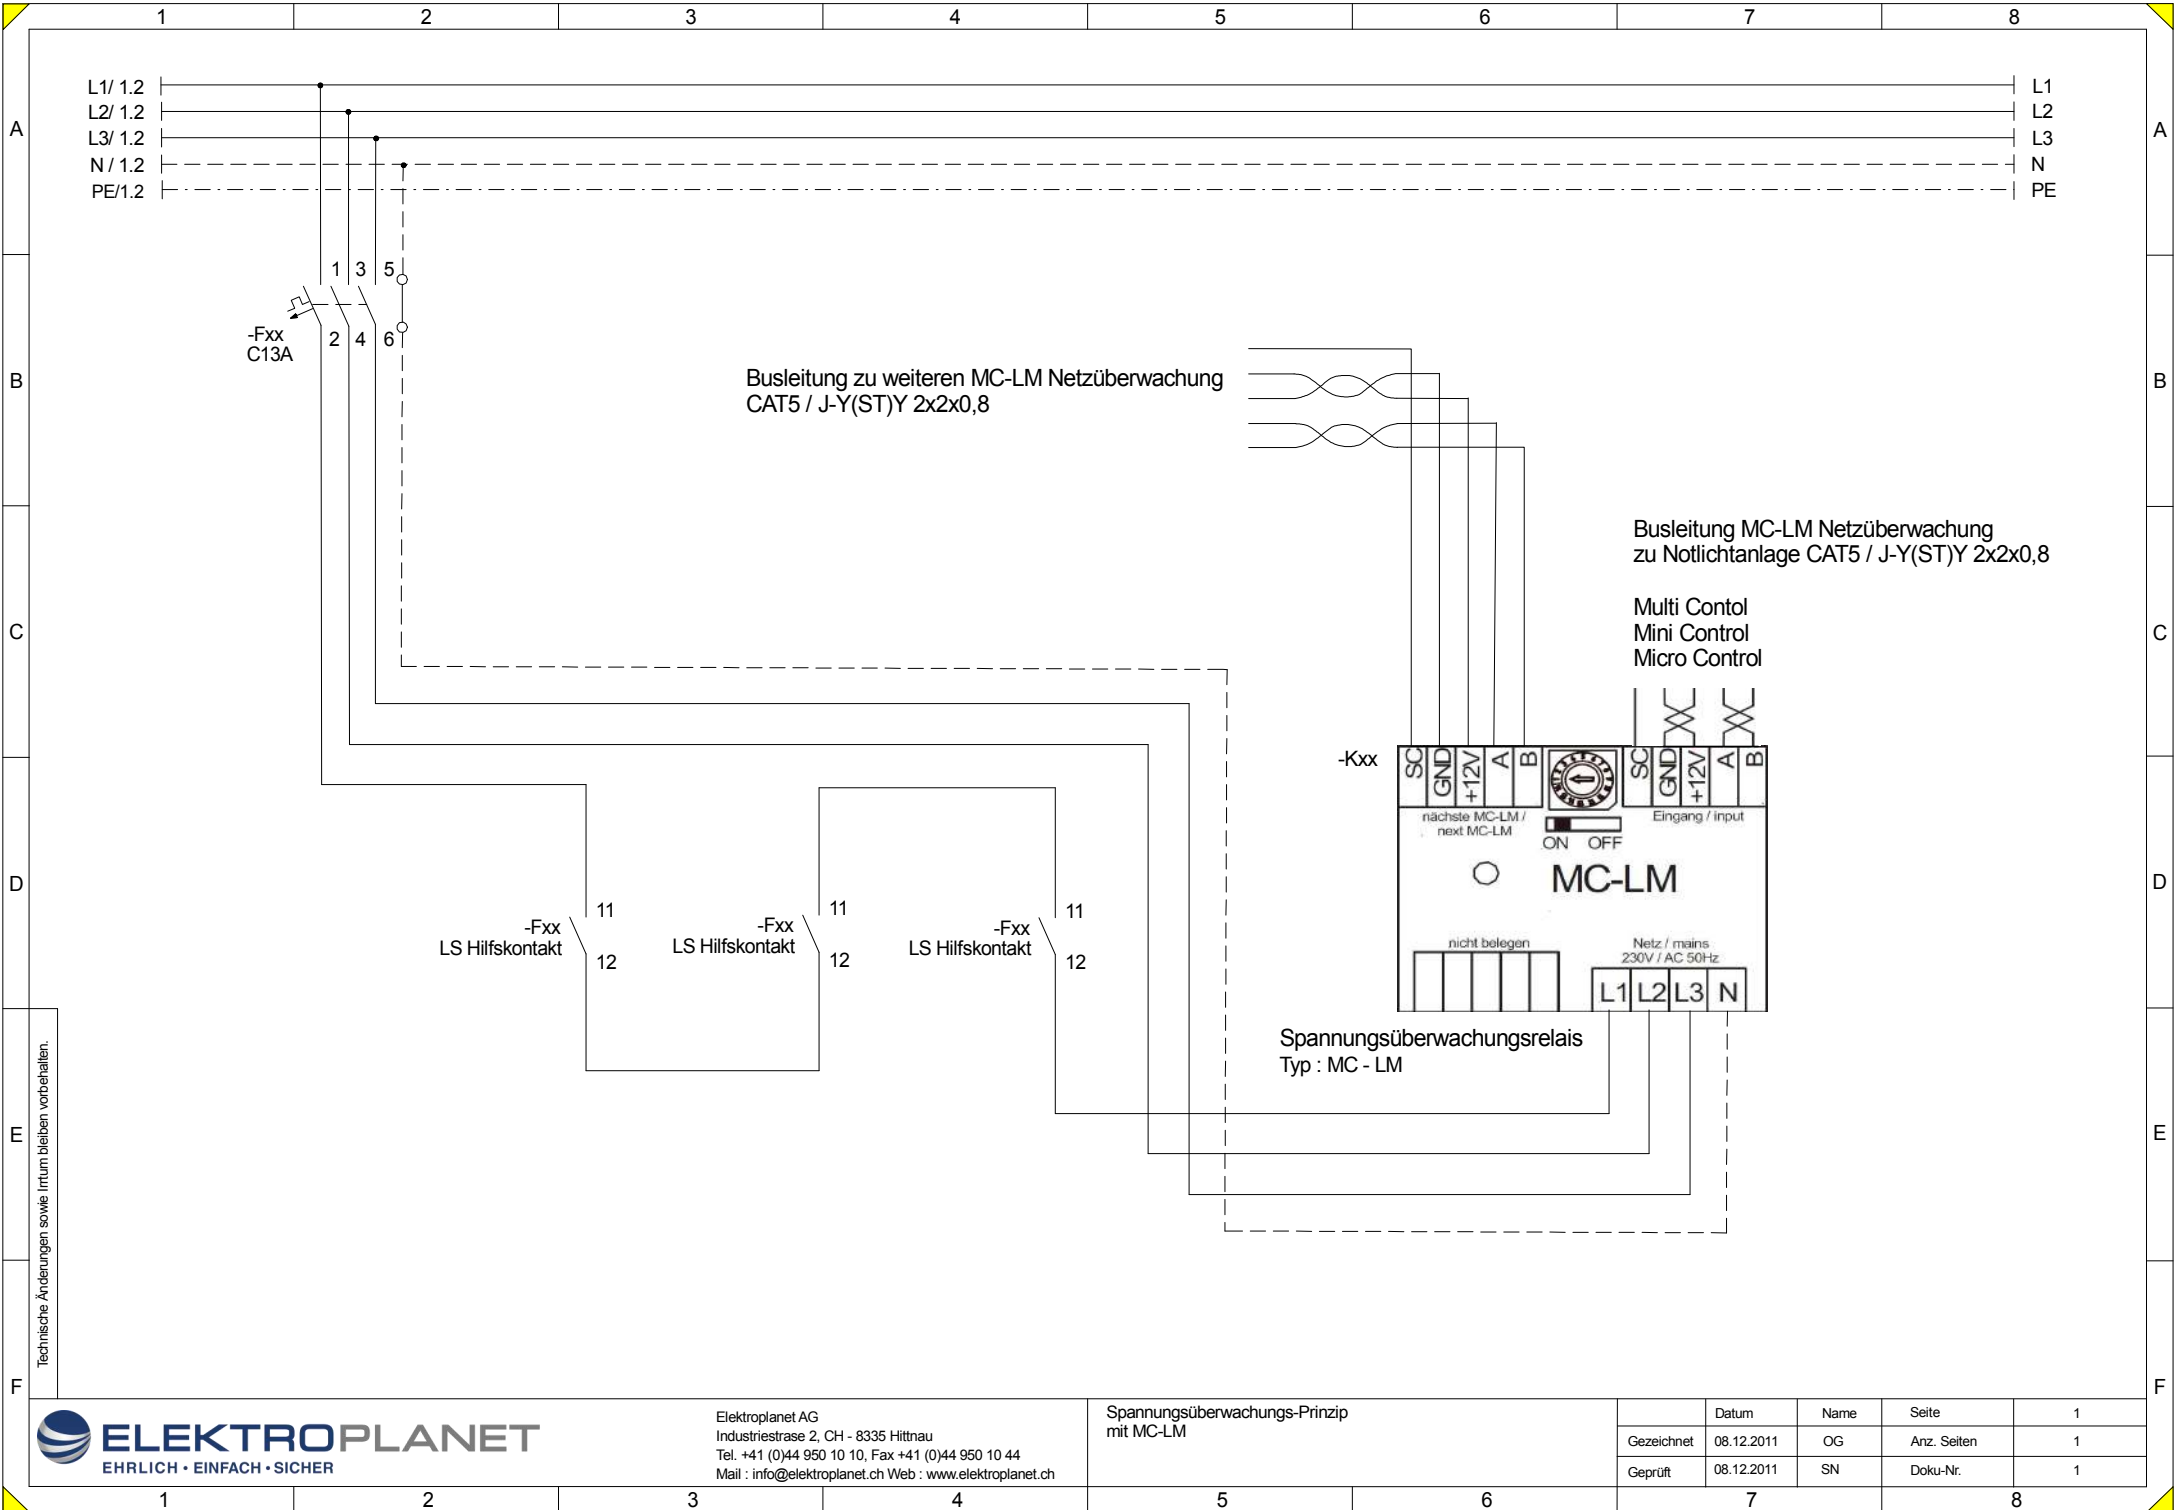 1 2 3 4 5 6 7 8
L1/ 1.2 L1
L2/ 1.2 L2
A L3/ 1.2 L3 A
N / 1.2 N
PE/1.2 PE
1 3 5
-Fxx 2 4 6
C13A
B B
Busleitung zu weiteren MC-LM Netzüberwachung
CAT5 / J-Y(ST)Y 2x2x0,8
Busleitung MC-LM Netzüberwachung
zu Notlichtanlage CAT5 / J-Y(ST)Y 2x2x0,8
Multi Contol
Mini Control
Micro Control
C C
-Kxx
SC GND +12V A B SC GND +12V A B
nächste MC-LM /
next MC-LM
Eingang / input
ON OFF
MC-LM
D D
-Fxx 11
LS Hilfskontakt 12
-Fxx 11
LS Hilfskontakt 12
-Fxx 11
LS Hilfskontakt 12
nicht belegen
Netz / mains
230V / AC 50Hz
L1 L2 L3 N
Spannungsüberwachungsrelais
Typ : MC - LM
E E
Technische Änderungen sowie Irrtum bleiben vorbehalten.
F F
ELEKTROPLANET
EHRLICH • EINFACH • SICHER
Elektroplanet AG
Industriestrase 2, CH - 8335 Hittnau
Tel. +41 (0)44 950 10 10, Fax +41 (0)44 950 10 44
Mail : info@elektroplanet.ch Web : www.elektroplanet.ch
Spannungsüberwachungs-Prinzip
mit MC-LM
Datum Name Seite 1
Gezeichnet 08.12.2011 OG Anz. Seiten 1
Geprüft 08.12.2011 SN Doku-Nr. 1
1 2 3 4 5 6 7 8